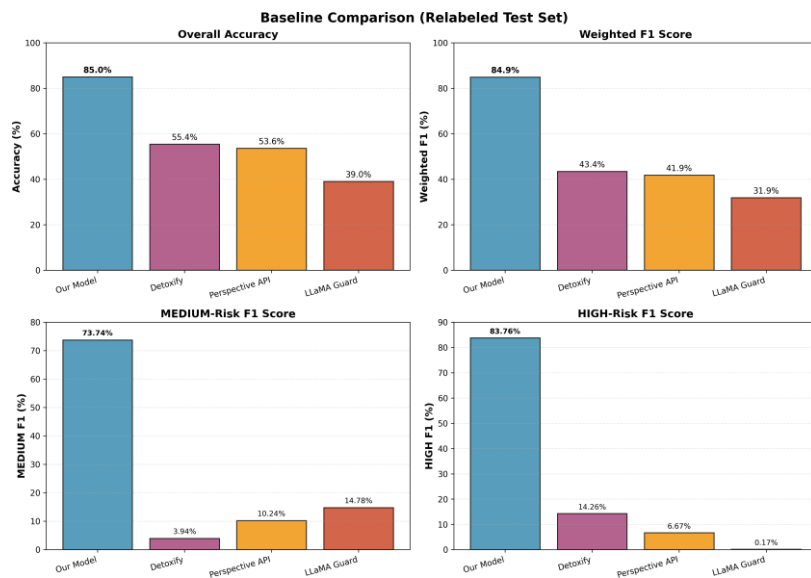 Baseline Comparison (Relabeled Test Set)
Overall Accuracy
Accuracy (%)
100
80
60
40
20
0
85.0%
55.4%
53.6%
39.0%
Our Model
Detoxify
Perspective API
LLaMA Guard
Weighted F1 Score
Weighted F1 (%)
100
80
60
40
20
0
84.9%
43.4%
41.9%
31.9%
Our Model
Detoxify
Perspective API
LLaMA Guard
MEDIUM-Risk F1 Score
MEDIUM F1 (%)
80
70
60
50
40
30
20
10
0
73.74%
3.94%
10.24%
14.78%
Our Model
Detoxify
Perspective API
LLaMA Guard
HIGH-Risk F1 Score
HIGH F1 (%)
90
80
70
60
50
40
30
20
10
0
83.76%
14.26%
6.67%
0.17%
Our Model
Detoxify
Perspective API
LLaMA Guard